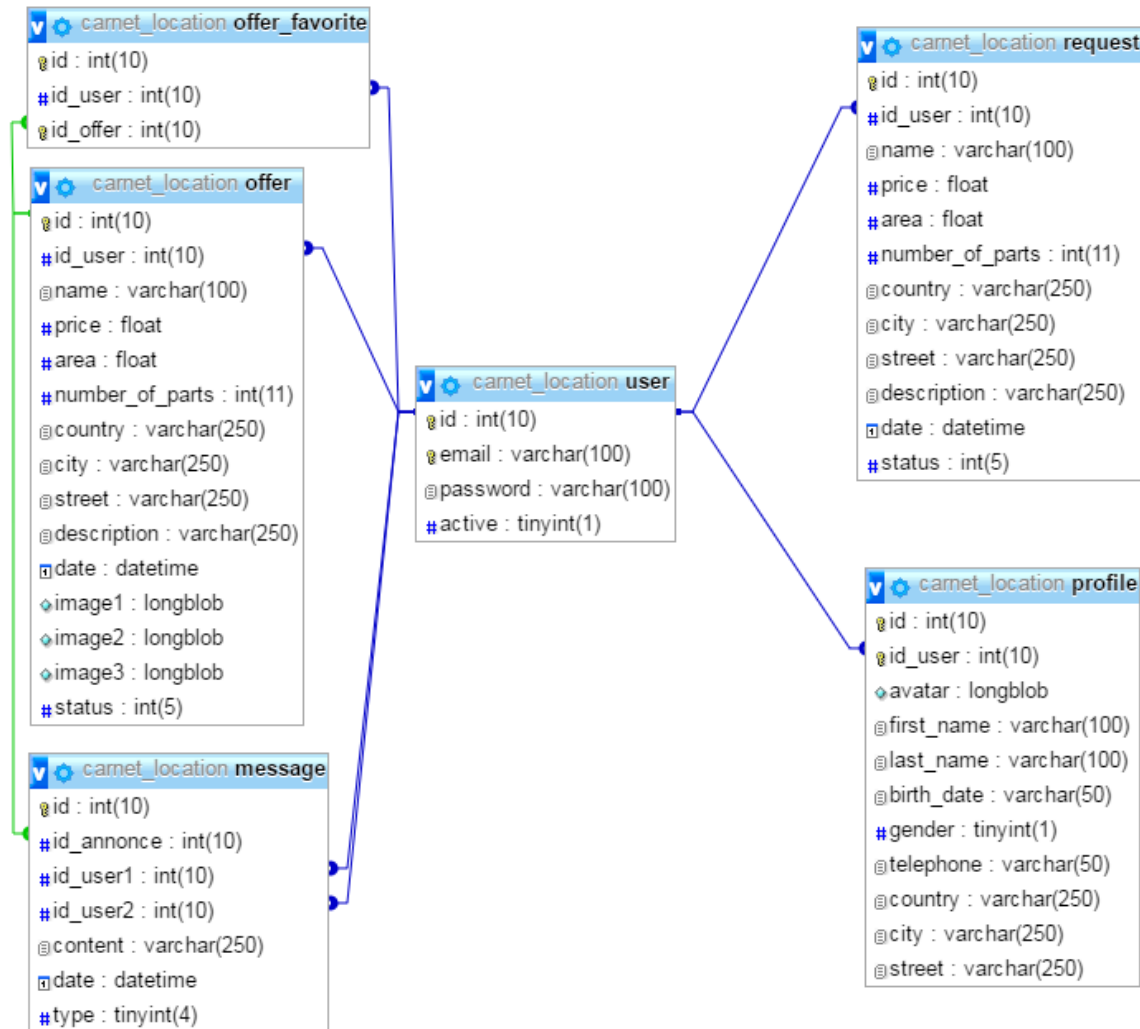 carnet_location offer_favorite
id : int(10)
#id_user : int(10)
id_offer : int(10)
carnet_location offer
id : int(10)
#id_user : int(10)
name : varchar(100)
#price : float
#area : float
#number_of_parts : int(11)
country : varchar(250)
city : varchar(250)
street : varchar(250)
description : varchar(250)
date : datetime
image1 : longblob
image2 : longblob
image3 : longblob
#status : int(5)
carnet_location message
id : int(10)
#id_annonce : int(10)
#id_user1 : int(10)
#id_user2 : int(10)
content : varchar(250)
date : datetime
#type : tinyint(4)
carnet_location user
id : int(10)
email : varchar(100)
password : varchar(100)
#active : tinyint(1)
carnet_location request
id : int(10)
#id_user : int(10)
name : varchar(100)
#price : float
#area : float
#number_of_parts : int(11)
country : varchar(250)
city : varchar(250)
street : varchar(250)
description : varchar(250)
date : datetime
#status : int(5)
carnet_location profile
id : int(10)
id_user : int(10)
avatar : longblob
first_name : varchar(100)
last_name : varchar(100)
birth_date : varchar(50)
#gender : tinyint(1)
telephone : varchar(50)
country : varchar(250)
city : varchar(250)
street : varchar(250)